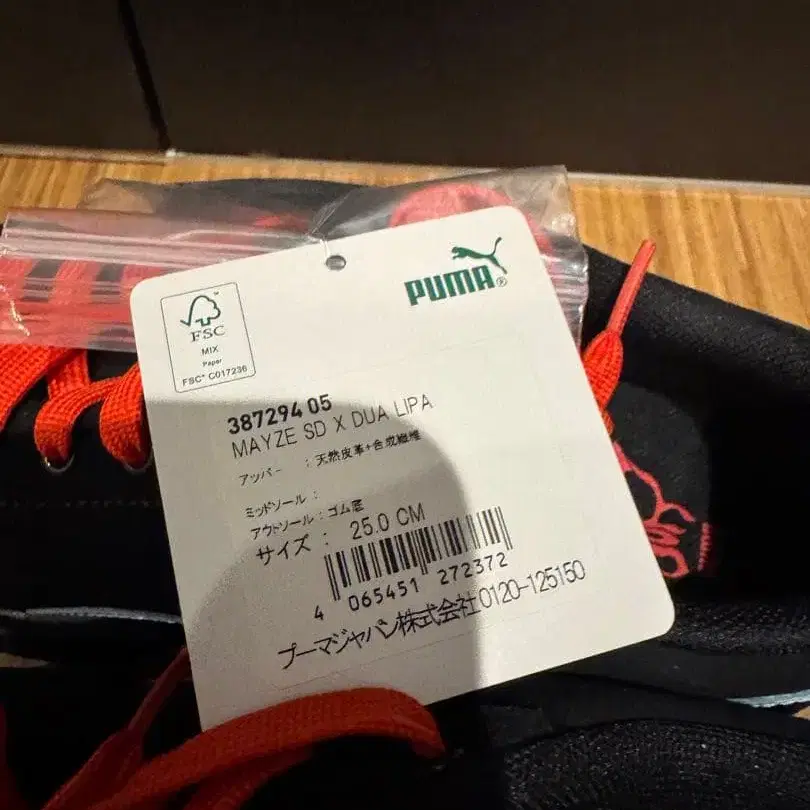 PUMA®
FSC™
MIX
Paper
FSC® C017236
387294 05
MAYZE SD X DUA LIPA
アッパー : 天然皮革+合成繊維
ミッドソール :
アウトソール : ゴム底
サイズ : 25.0 CM
4 065451 272372
プーマジャパン株式会社 0120-125150